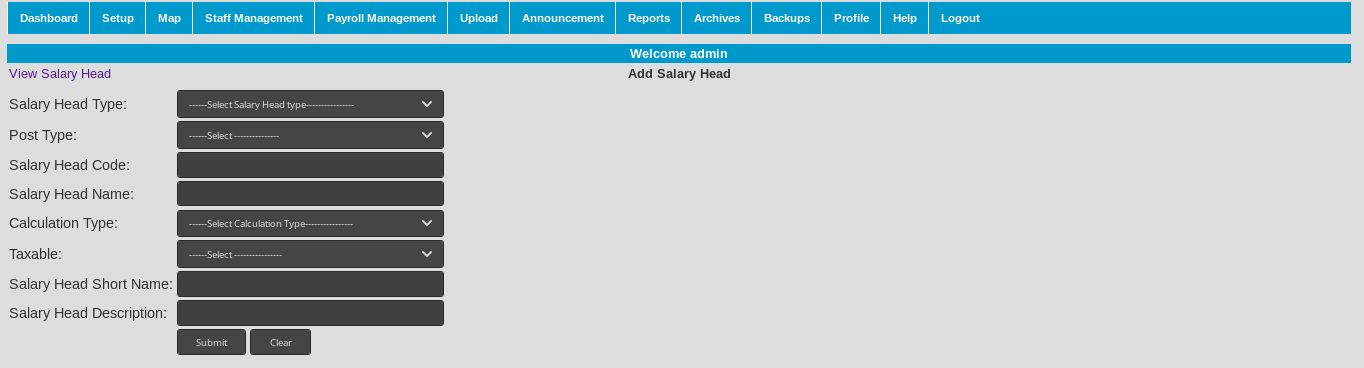 Dashboard Setup Map Staff Management Payroll Management Upload Announcement Reports Archives Backups Profile Help Logout
Welcome admin
View Salary Head Add Salary Head
Salary Head Type: ------Select Salary Head type----------------
Post Type: ------Select ---------------
Salary Head Code:
Salary Head Name:
Calculation Type: ------Select Calculation Type----------------
Taxable: ------Select ----------------
Salary Head Short Name:
Salary Head Description:
Submit Clear